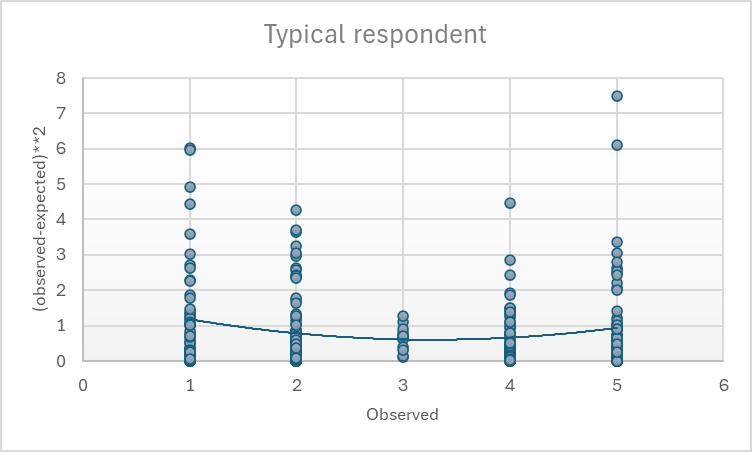 Typical respondent
(observed-expected)**2
8
7
6
5
4
3
2
1
0
0 1 2 3 4 5 6
Observed